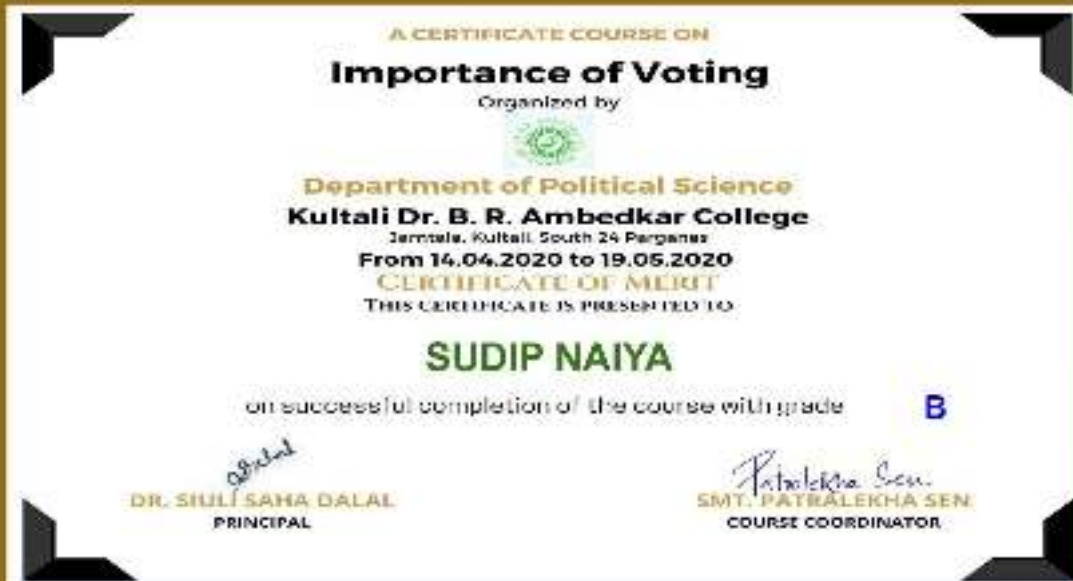 A CERTIFICATE COURSE ON
Importance of Voting
Organized by
Department of Political Science
Kultali Dr. B. R. Ambedkar College
Jamtala, Kultali, South 24 Parganas
From 14.04.2020 to 19.05.2020
CERTIFICATE OF MERIT
THIS CERTIFICATE IS PRESENTED TO
SUDIP NAIYA
on successful completion of the course with grade B
Patralekha Sen.
DR. SIULI SAHA DALAL
SMT. PATRALEKHA SEN
PRINCIPAL
COURSE COORDINATOR